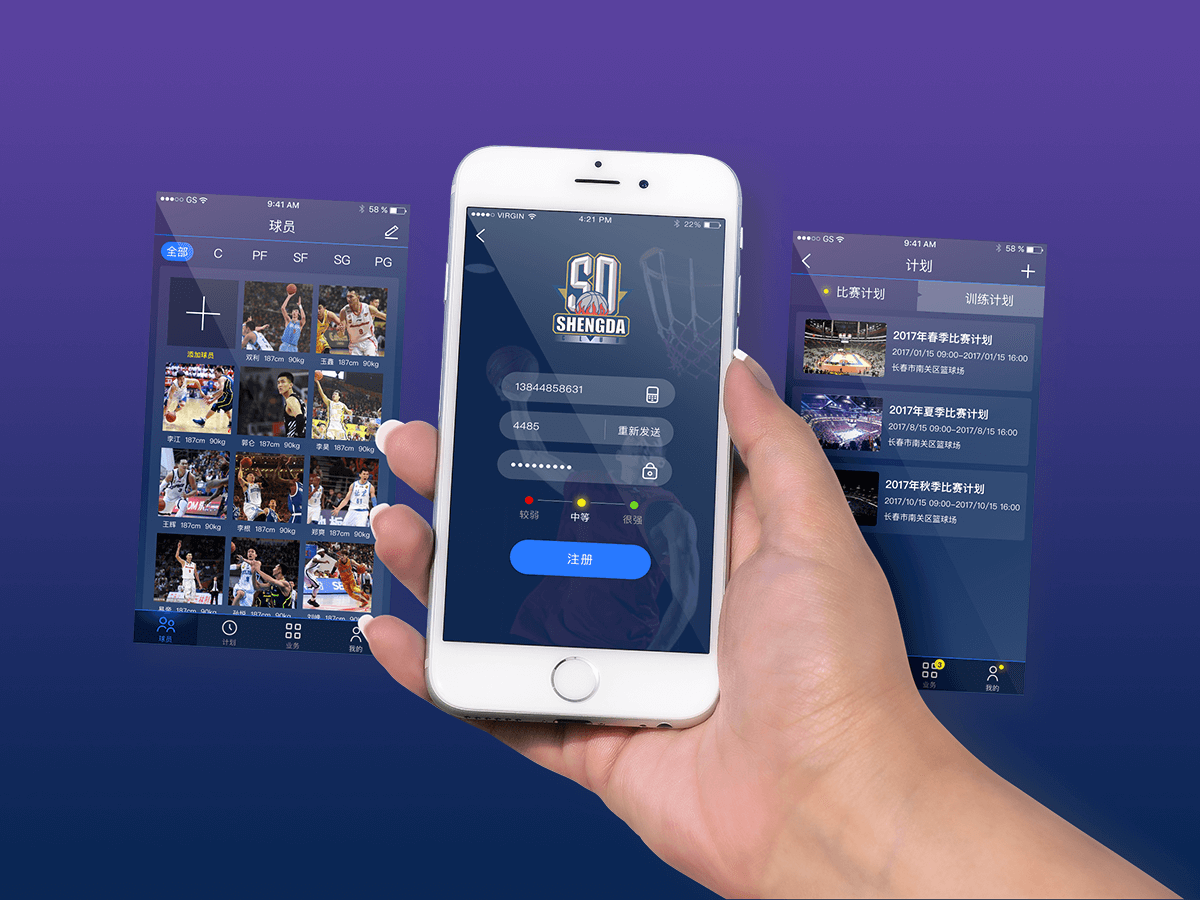 GS
9:41 AM
58 %
球员
全部
C
PF
SF
SG
PG
添加球员
双利 187cm 90kg
王鑫 187cm 90kg
李江 187cm 90kg
郭仑 187cm 90kg
李昊 187cm 90kg
王辉 187cm 90kg
李根 187cm 90kg
郑爽 187cm 90kg
187cm 90kg
187cm 90kg
187cm 90kg
球员
计划
业务
我的
VIRGIN
4:21 PM
22%
SD
SHENGDA
CLUB
13844858631
4485
重新发送
较弱
中等
很强
注册
GS
9:41 AM
58 %
计划
比赛计划
训练计划
2017年春季比赛计划
2017/01/15 09:00-2017/01/15 16:00
长春市南关区篮球场
2017年夏季比赛计划
2017/8/15 09:00-2017/8/15 16:00
长春市南关区篮球场
2017年秋季比赛计划
2017/10/15 09:00-2017/10/15 16:00
长春市南关区篮球场
3
业务
我的